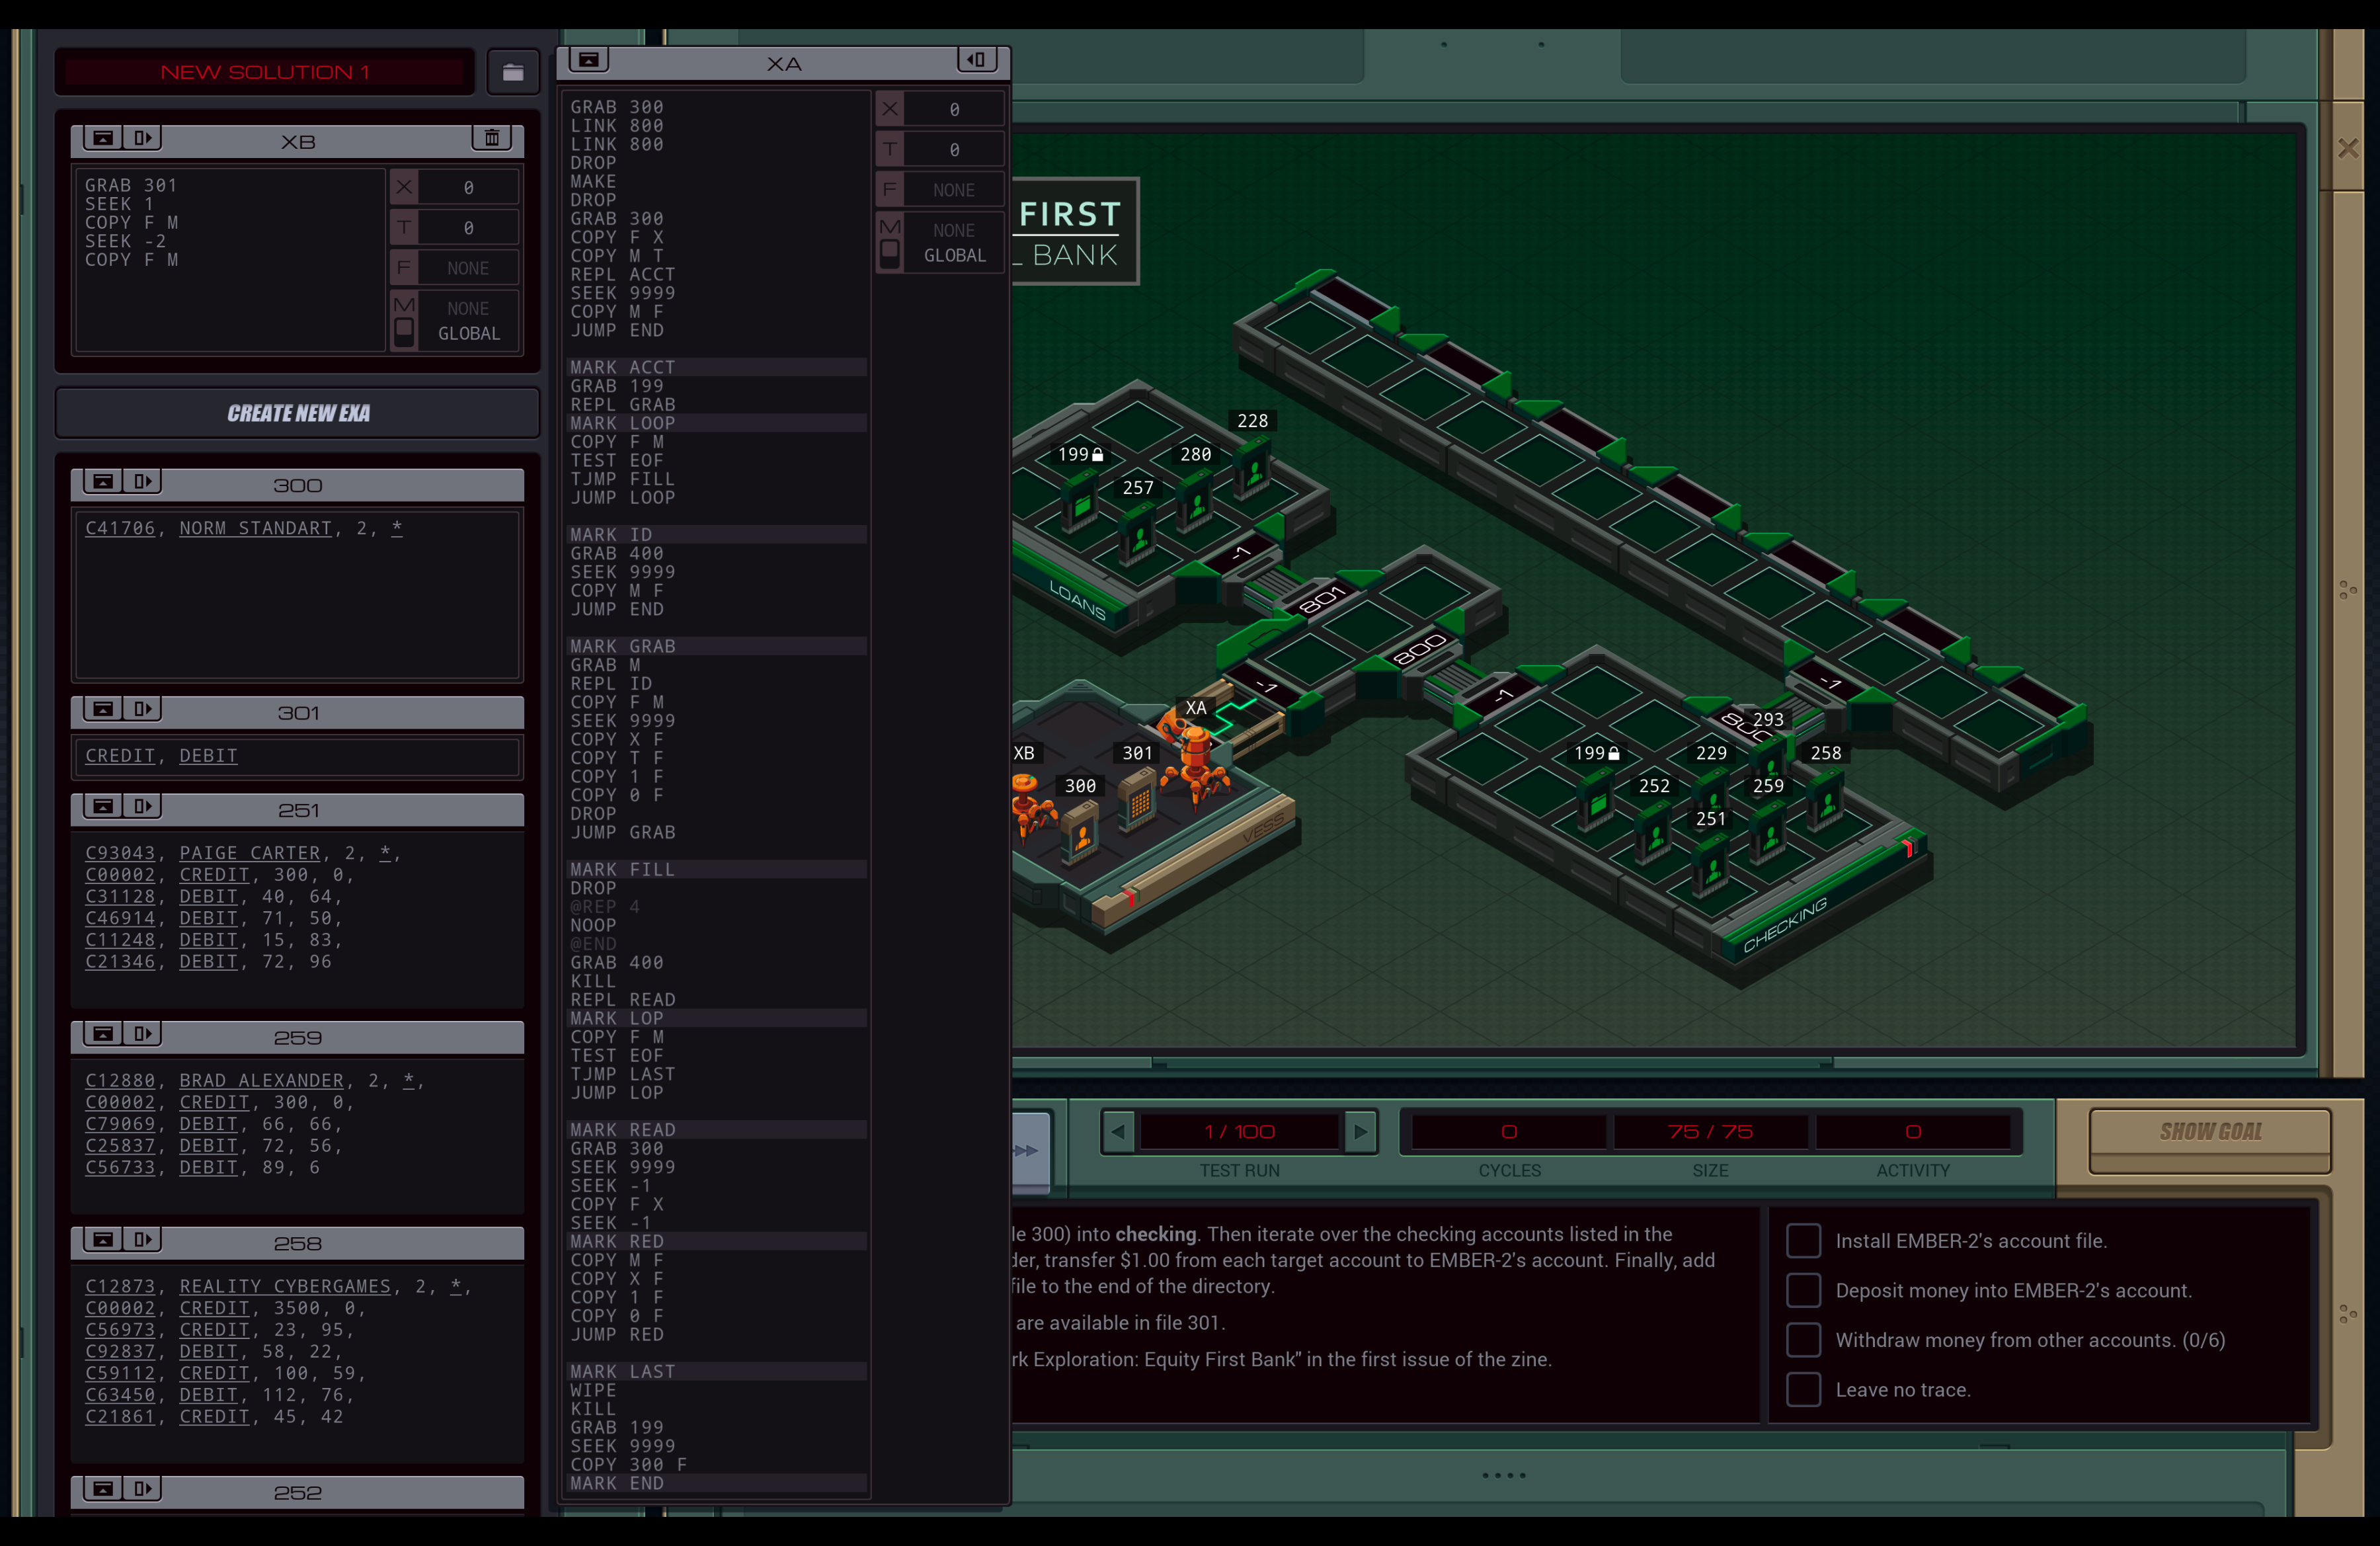 NEW SOLUTION 1
XB
GRAB 301
SEEK 1
COPY F M
SEEK -2
COPY F M
X 0
T 0
F NONE
M NONE
GLOBAL
CREATE NEW EXA
300
C41706, NORM STANDART, 2, *
301
CREDIT, DEBIT
251
C93043, PAIGE CARTER, 2, *,
C00002, CREDIT, 300, 0,
C31128, DEBIT, 40, 64,
C46914, DEBIT, 71, 50,
C11248, DEBIT, 15, 83,
C21346, DEBIT, 72, 96
259
C12880, BRAD ALEXANDER, 2, *,
C00002, CREDIT, 300, 0,
C79069, DEBIT, 66, 66,
C25837, DEBIT, 72, 56,
C56733, DEBIT, 89, 6
258
C12873, REALITY CYBERGAMES, 2, *,
C00002, CREDIT, 3500, 0,
C56973, CREDIT, 23, 95,
C92837, DEBIT, 58, 22,
C59112, CREDIT, 100, 59,
C63450, DEBIT, 112, 76,
C21861, CREDIT, 45, 42
252
XA
GRAB 300
LINK 800
LINK 800
DROP
MAKE
DROP
GRAB 300
COPY F X
COPY M T
REPL ACCT
SEEK 9999
COPY M F
JUMP END
MARK ACCT
GRAB 199
REPL GRAB
MARK LOOP
COPY F M
TEST EOF
TJMP FILL
JUMP LOOP
MARK ID
GRAB 400
SEEK 9999
COPY M F
JUMP END
MARK GRAB
GRAB M
REPL ID
COPY F M
SEEK 9999
COPY X F
COPY T F
COPY 1 F
COPY 0 F
DROP
JUMP GRAB
MARK FILL
DROP
@REP 4
NOOP
@END
GRAB 400
KILL
REPL READ
MARK LOP
COPY F M
TEST EOF
TJMP LAST
JUMP LOP
MARK READ
GRAB 300
SEEK 9999
SEEK -1
COPY F X
SEEK -1
MARK RED
COPY M F
COPY X F
COPY 1 F
COPY 0 F
JUMP RED
MARK LAST
WIPE
KILL
GRAB 199
SEEK 9999
COPY 300 F
MARK END
X 0
T 0
F NONE
M NONE
GLOBAL
FIRST
L BANK
228
199
280
257
-1
LOANS
801
800
-1
-1
-1
800
XA
XB
301
300
VESS
293
199
229
258
252
259
251
CHECKING
1 / 100
TEST RUN
0
CYCLES
75 / 75
SIZE
0
ACTIVITY
SHOW GOAL
le 300) into checking. Then iterate over the checking accounts listed in the
der, transfer $1.00 from each target account to EMBER-2's account. Finally, add
file to the end of the directory.
are available in file 301.
rk Exploration: Equity First Bank" in the first issue of the zine.
Install EMBER-2's account file.
Deposit money into EMBER-2's account.
Withdraw money from other accounts. (0/6)
Leave no trace.